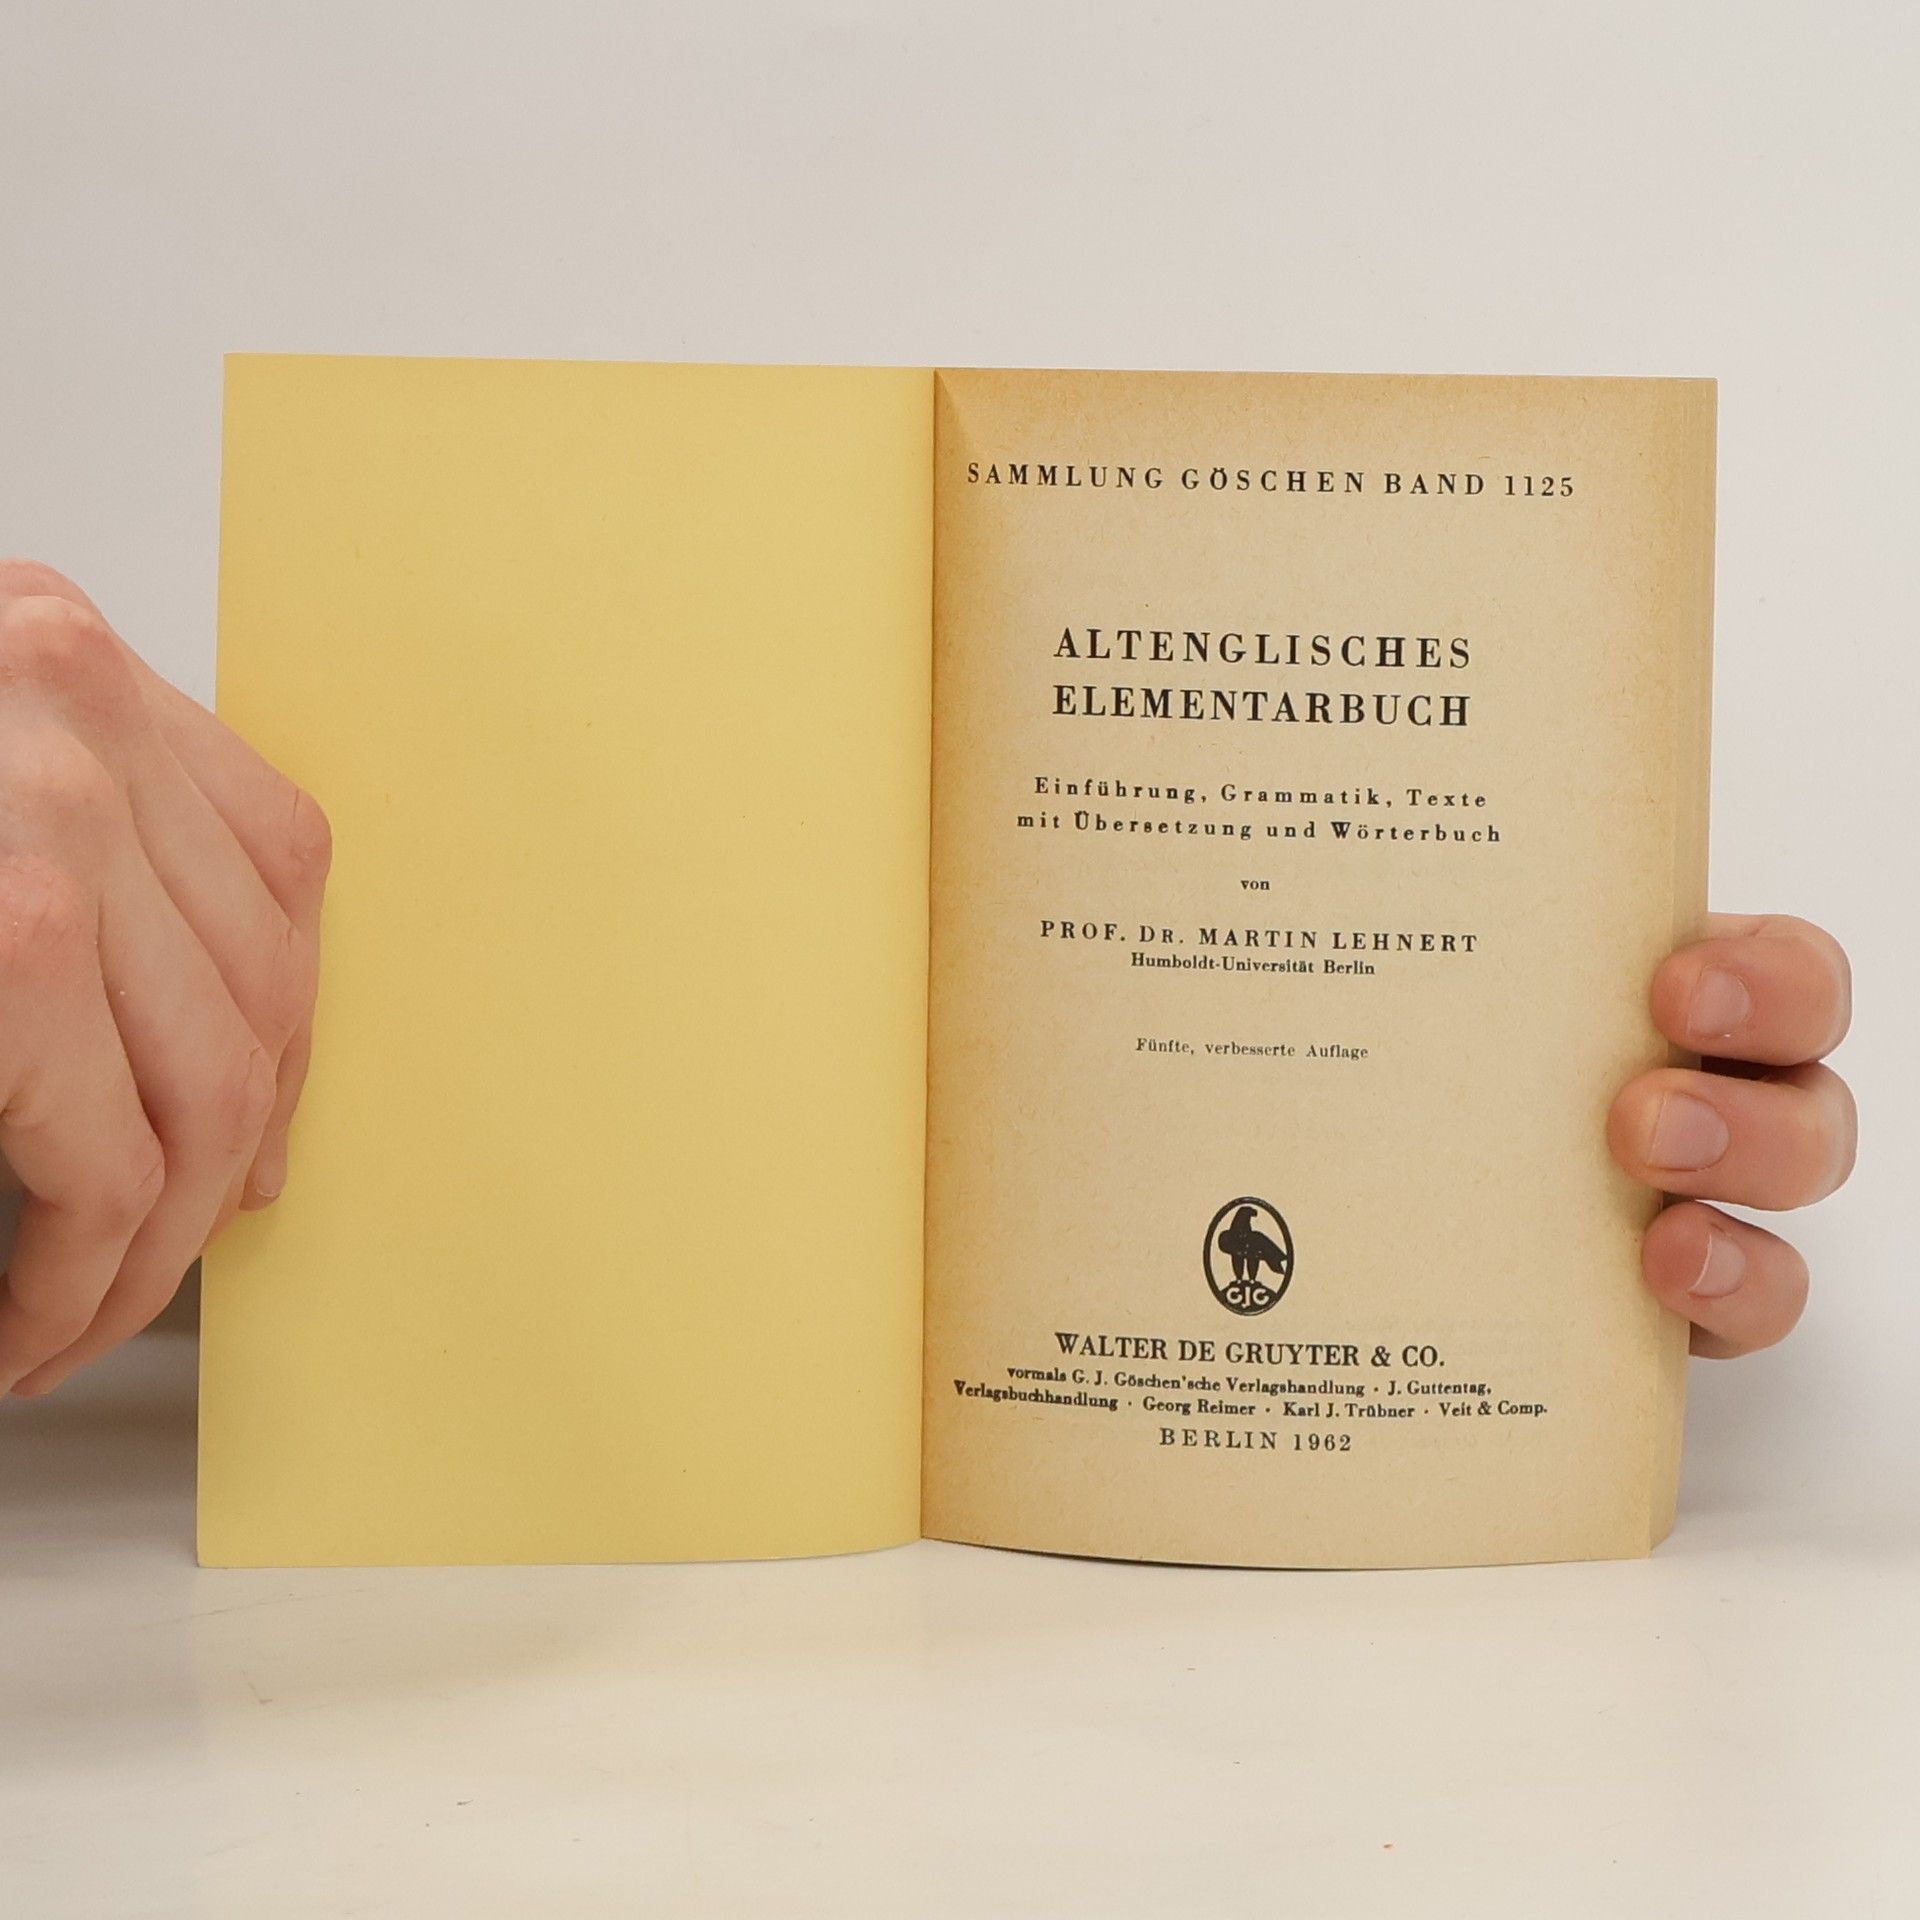 SAMMLUNG GÖSCHEN BAND 1125
ALTENGLISCHES
ELEMENTARBUCH
Einführung, Grammatik, Texte
mit Übersetzung und Wörterbuch
von
PROF. DR. MARTIN LEHNERT
Humboldt-Universität Berlin
Fünfte, verbesserte Auflage
GJG
WALTER DE GRUYTER & CO.
vormals G. J. Göschen'sche Verlagshandlung · J. Guttentag,
Verlagsbuchhandlung · Georg Reimer · Karl J. Trübner · Veit & Comp.
BERLIN 1962